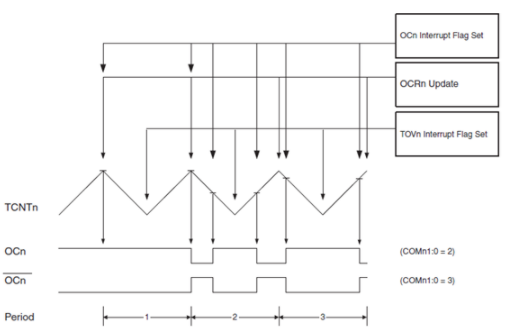 OCn Interrupt Flag Set
OCRn Update
TOVn Interrupt Flag Set
TCNTn
OCn
(COMn1:0 = 2)
OCn
(COMn1:0 = 3)
Period
1
2
3